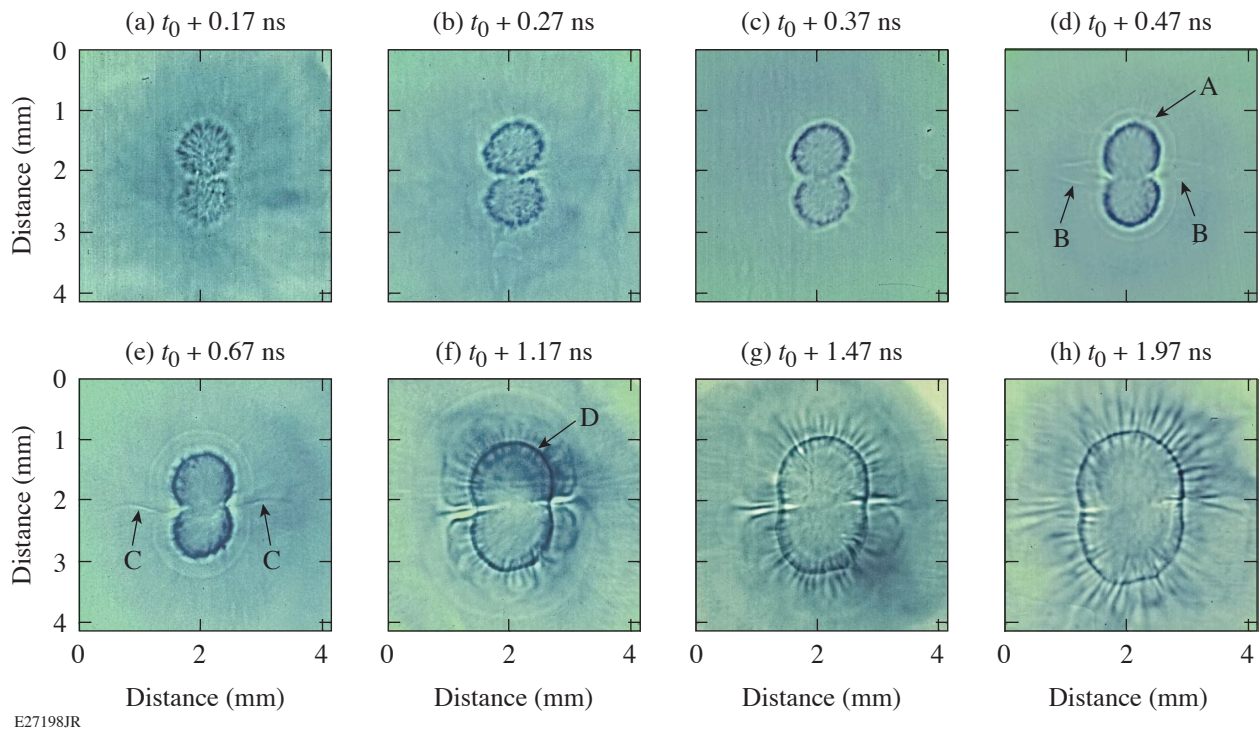 (a) t0 + 0.17 ns (b) t0 + 0.27 ns (c) t0 + 0.37 ns (d) t0 + 0.47 ns
0
1
2
3
4
Distance (mm)
A
B
B
(e) t0 + 0.67 ns (f) t0 + 1.17 ns (g) t0 + 1.47 ns (h) t0 + 1.97 ns
0
1
2
3
4
Distance (mm)
C
C
D
0 2 4 0 2 4 0 2 4 0 2 4
Distance (mm) Distance (mm) Distance (mm) Distance (mm)
E27198JR